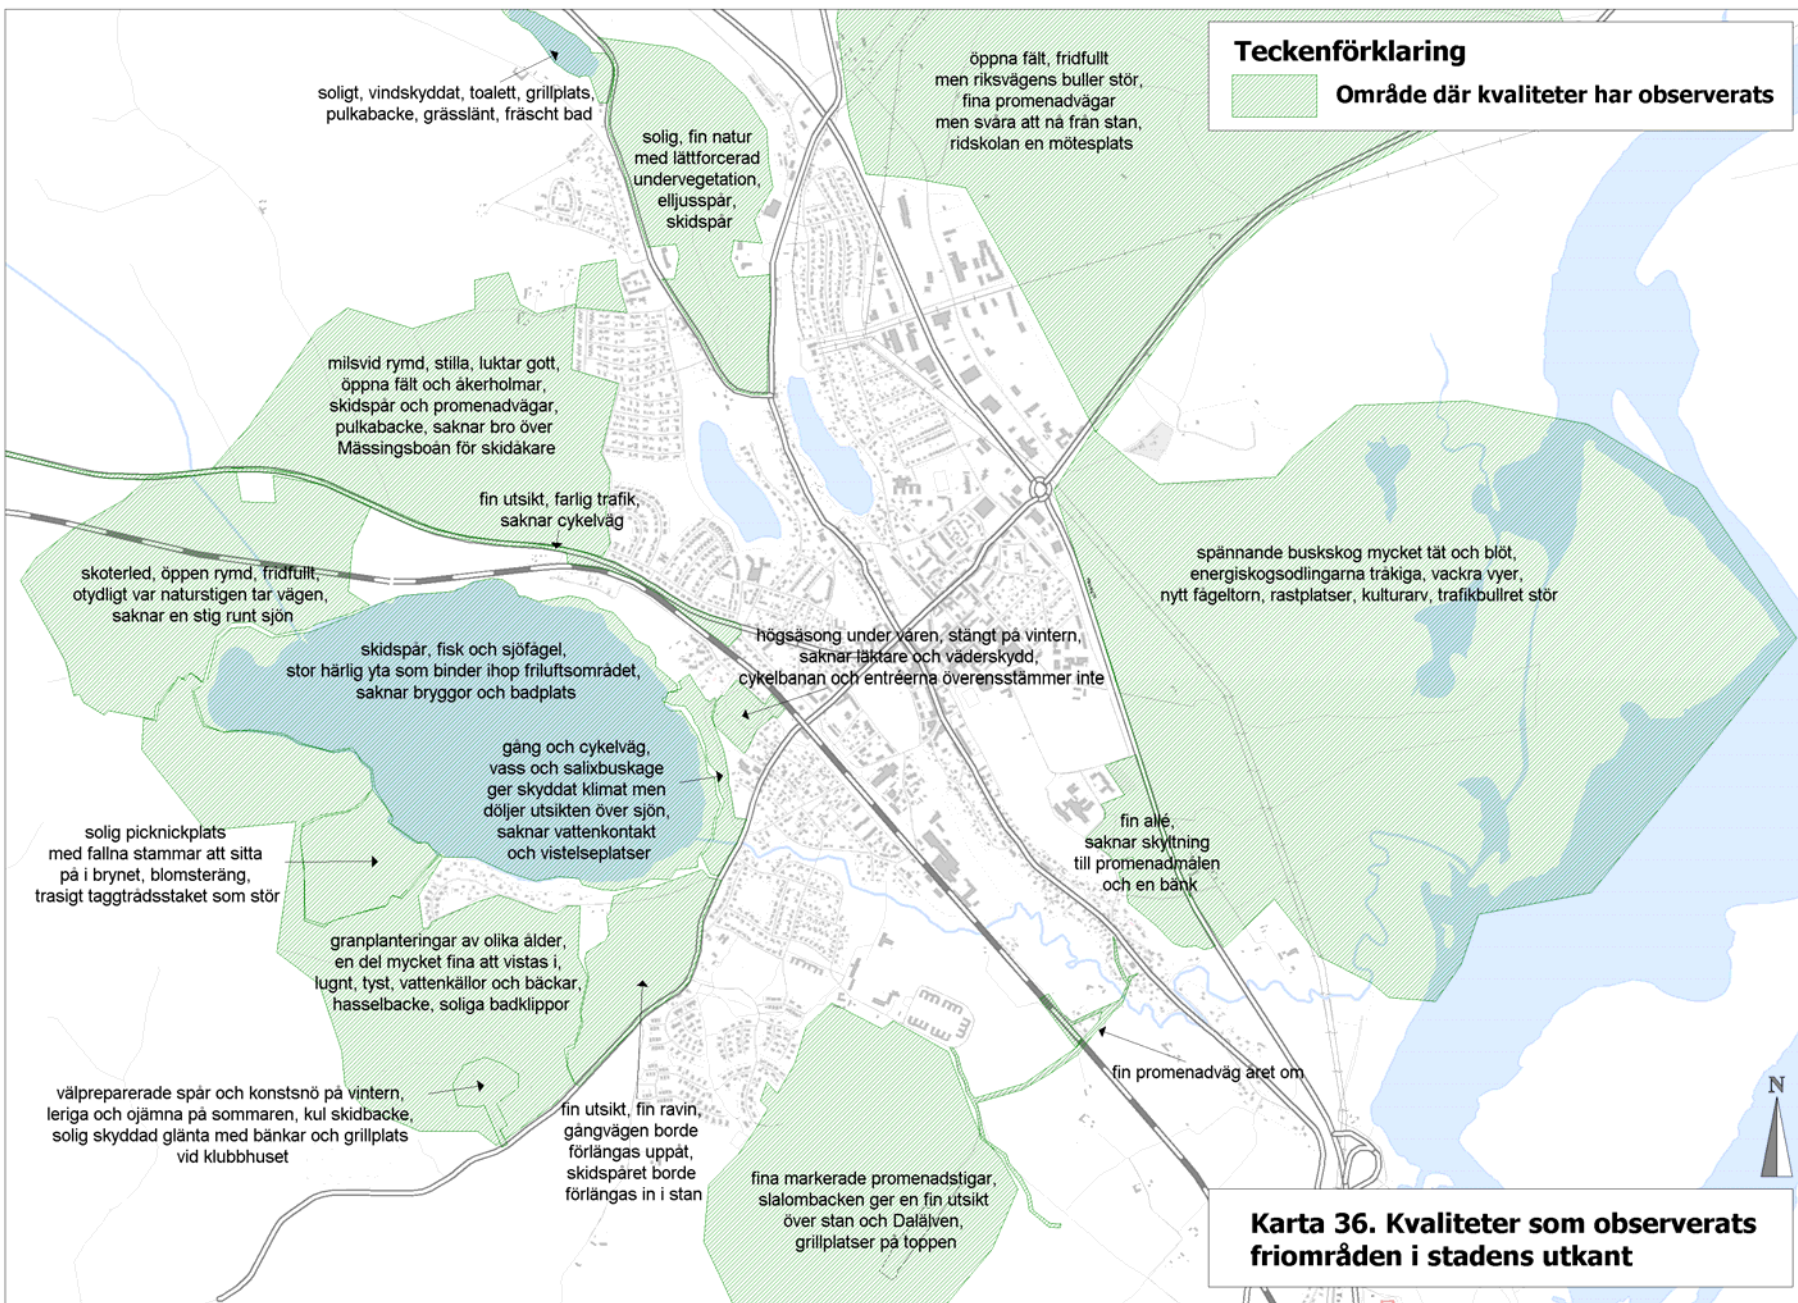 Teckenförklaring
Område där kvaliteter har observerats
soligt, vindskyddat, toalett, grillplats,
pulkabacke, grässlänt, fräscht bad
solig, fin natur
med lättforcerad
undervegetation,
elljusspår,
skidspår
öppna fält, fridfullt
men riksvägens buller stör,
fina promenadvägar
men svåra att nå från stan,
ridskolan en mötesplats
milsvid rymd, stilla, luktar gott,
öppna fält och åkerholmar,
skidspår och promenadvägar,
pulkabacke, saknar bro över
Mässingsboån för skidåkare
fin utsikt, farlig trafik,
saknar cykelväg
skoterled, öppen rymd, fridfullt,
otydligt var naturstigen tar vägen,
saknar en stig runt sjön
spännande buskskog mycket tät och blöt,
energiskogsodlingarna tråkiga, vackra vyer,
nytt fågeltorn, rastplatser, kulturarv, trafikbullret stör
skidspår, fisk och sjöfågel,
stor härlig yta som binder ihop friluftsområdet,
saknar bryggor och badplats
högsäsong under våren, stängt på vintern,
saknar läktare och väderskydd,
cykelbanan och entréerna överensstämmer inte
gång och cykelväg,
vass och salixbuskage
ger skyddat klimat men
döljer utsikten över sjön,
saknar vattenkontakt
och vistelseplatser
solig picknickplats
med fallna stammar att sitta
på i brynet, blomsteräng,
trasigt taggtrådsstaket som stör
fin allé,
saknar skyltning
till promenadmålen
och en bänk
granplanteringar av olika ålder,
en del mycket fina att vistas i,
lugnt, tyst, vattenkällor och bäckar,
hasselbacke, soliga badklippor
fin promenadväg året om
välpreparerade spår och konstsnö på vintern,
leriga och ojämna på sommaren, kul skidbacke,
solig skyddad glänta med bänkar och grillplats
vid klubbhuset
fin utsikt, fin ravin,
gångvägen borde
förlängas uppåt,
skidspåret borde
förlängas in i stan
fina markerade promenadstigar,
slalombacken ger en fin utsikt
över stan och Dalälven,
grillplatser på toppen
N
Karta 36. Kvaliteter som observerats
friområden i stadens utkant